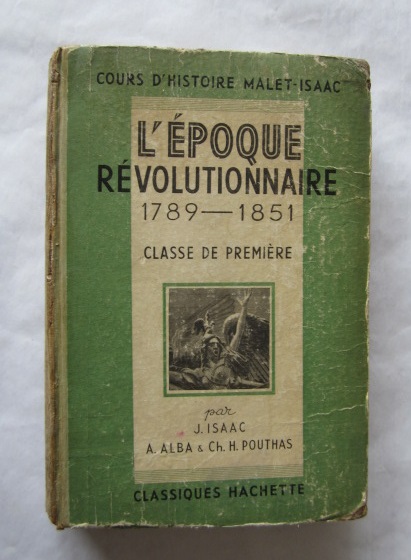 COURS D'HISTOIRE MALET-ISAAC
L'ÉPOQUE
RÉVOLUTIONNAIRE
1789—1851
CLASSE DE PREMIÈRE
par
J. ISAAC
A. ALBA & Ch. H. POUTHAS
CLASSIQUES HACHETTE